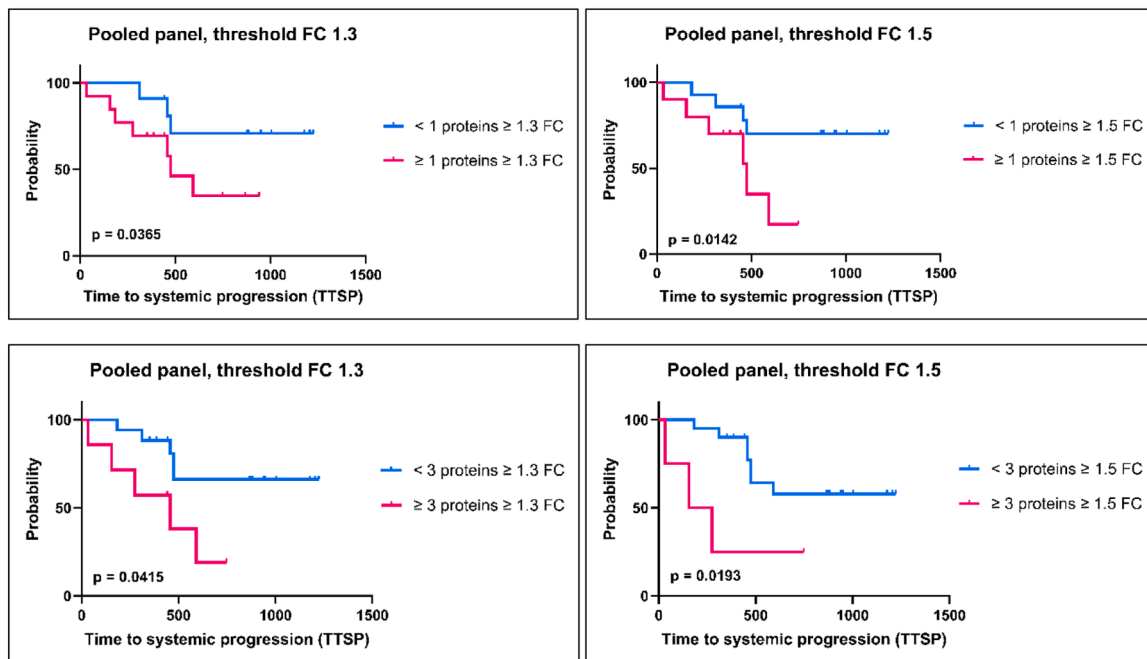 Pooled panel, threshold FC 1.3
100
50
0
Probability
< 1 proteins ≥ 1.3 FC
≥ 1 proteins ≥ 1.3 FC
p = 0.0365
0 500 1000 1500
Time to systemic progression (TTSP)
Pooled panel, threshold FC 1.5
100
50
0
Probability
< 1 proteins ≥ 1.5 FC
≥ 1 proteins ≥ 1.5 FC
p = 0.0142
0 500 1000 1500
Time to systemic progression (TTSP)
Pooled panel, threshold FC 1.3
100
50
0
Probability
< 3 proteins ≥ 1.3 FC
≥ 3 proteins ≥ 1.3 FC
p = 0.0415
0 500 1000 1500
Time to systemic progression (TTSP)
Pooled panel, threshold FC 1.5
100
50
0
Probability
< 3 proteins ≥ 1.5 FC
≥ 3 proteins ≥ 1.5 FC
p = 0.0193
0 500 1000 1500
Time to systemic progression (TTSP)